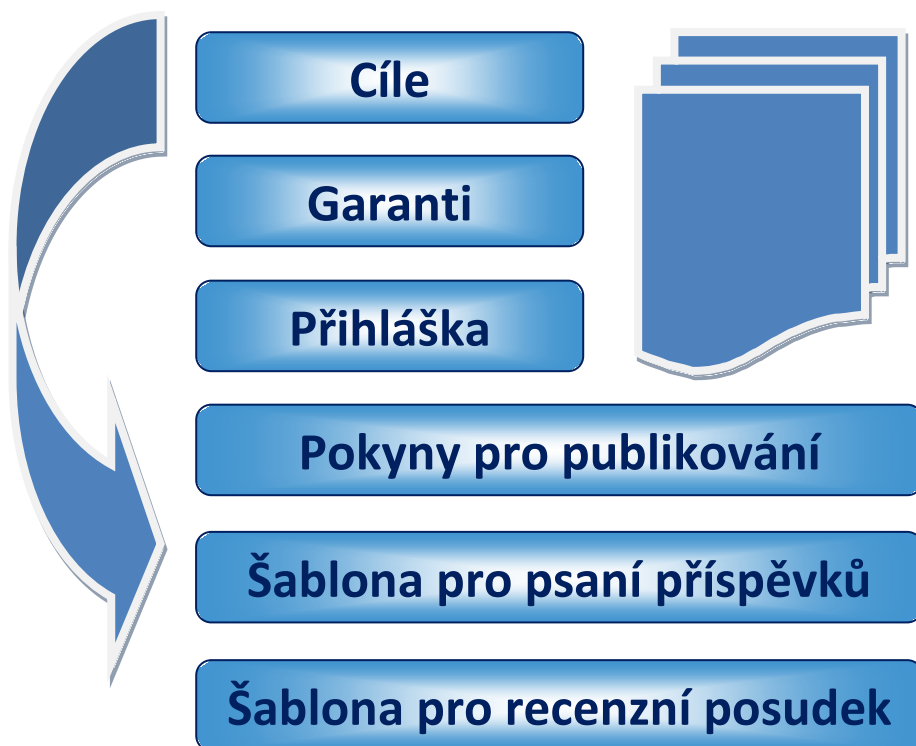 Cíle
Garanti
Přihláška
Pokyny pro publikování
Šablona pro psaní příspěvků
Šablona pro recenzní posudek